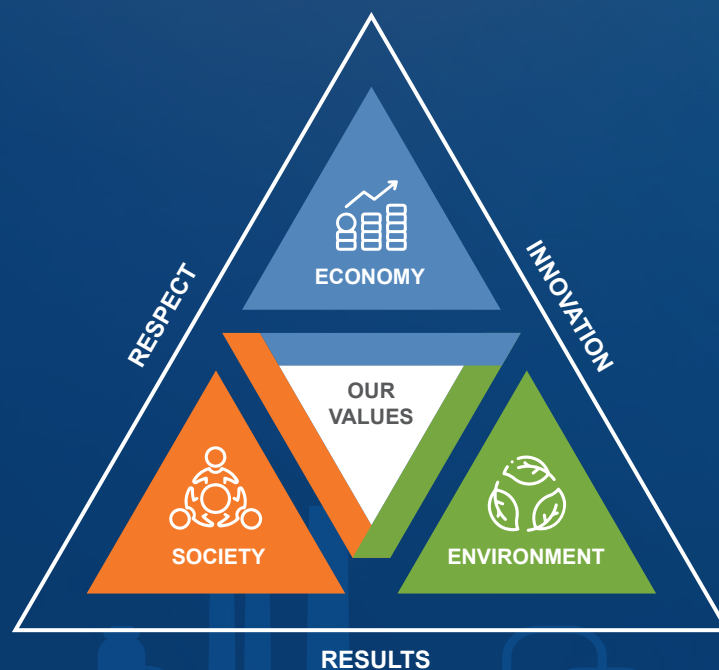 ECONOMY
RESPECT
INNOVATION
OUR
VALUES
SOCIETY
ENVIRONMENT
RESULTS